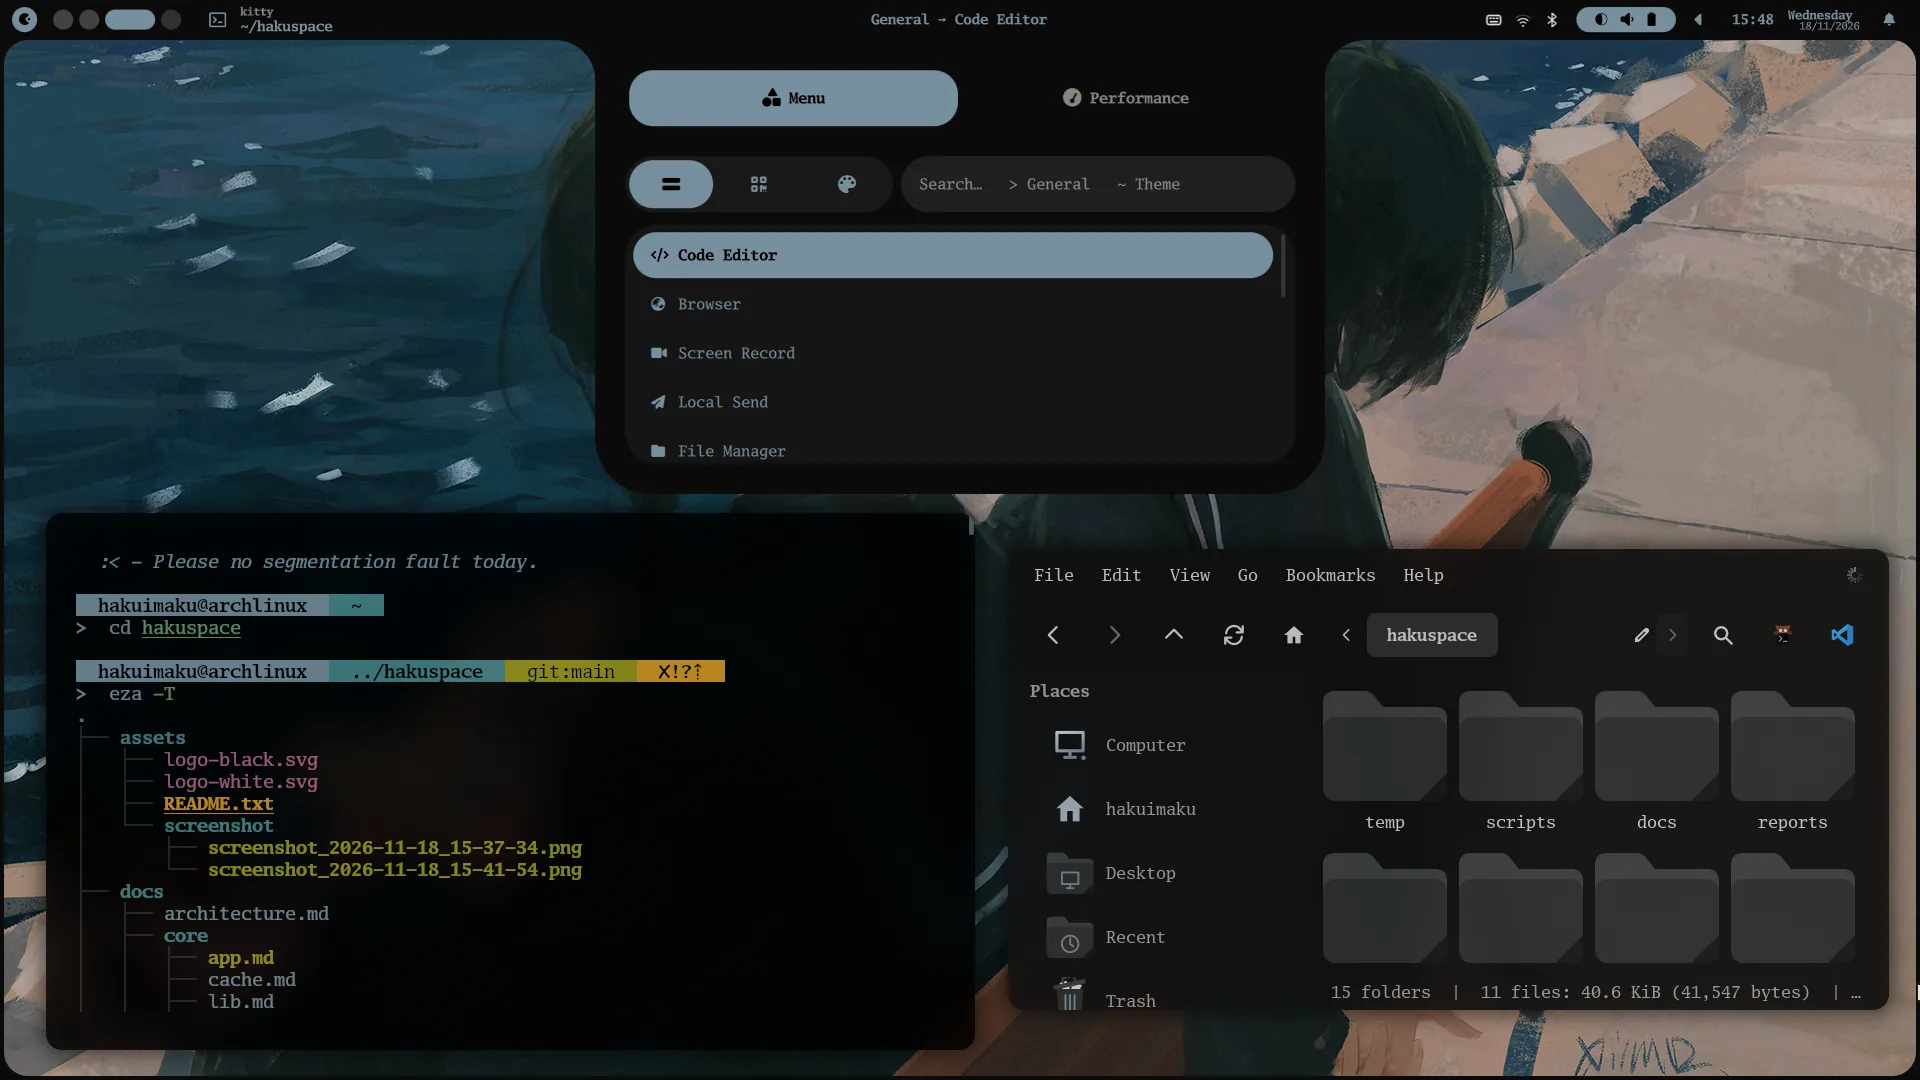 kitty
~/hakuspace
General → Code Editor
15:48
Wednesday
18/11/2026
Menu
Performance
Search… > General ~ Theme
Code Editor
Browser
Screen Record
Local Send
File Manager
:< – Please no segmentation fault today.
hakuimaku@archlinux ~
> cd hakuspace
hakuimaku@archlinux ../hakuspace git:main X!?⇡
> eza -T
.
assets
logo-black.svg
logo-white.svg
README.txt
screenshot
screenshot_2026-11-18_15-37-34.png
screenshot_2026-11-18_15-41-54.png
docs
architecture.md
core
app.md
cache.md
lib.md
File Edit View Go Bookmarks Help
hakuspace
Places
Computer
hakuimaku
Desktop
Recent
Trash
temp scripts docs reports
15 folders | 11 files: 40.6 KiB (41,547 bytes) | …